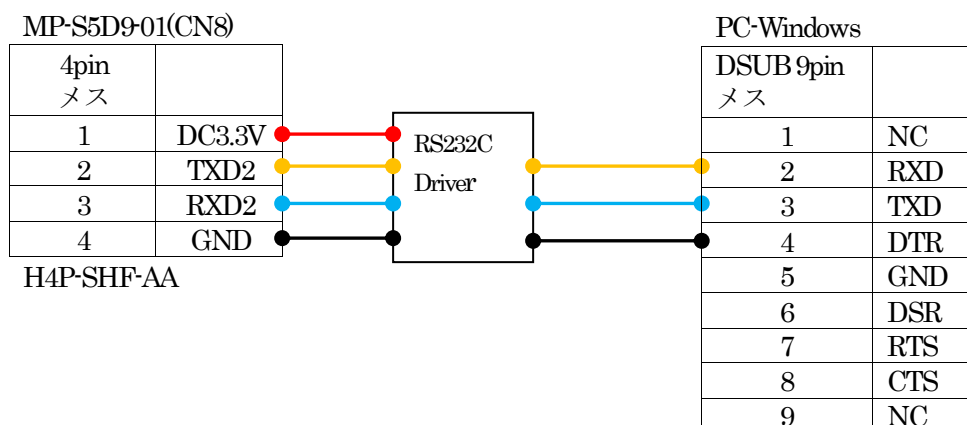 MP-S5D9-01(CN8)
4pin
メス
1 DC3.3V
2 TXD2
3 RXD2
4 GND
H4P-SHF-AA
RS232C
Driver
PC-Windows
DSUB 9pin
メス
1 NC
2 RXD
3 TXD
4 DTR
5 GND
6 DSR
7 RTS
8 CTS
9 NC